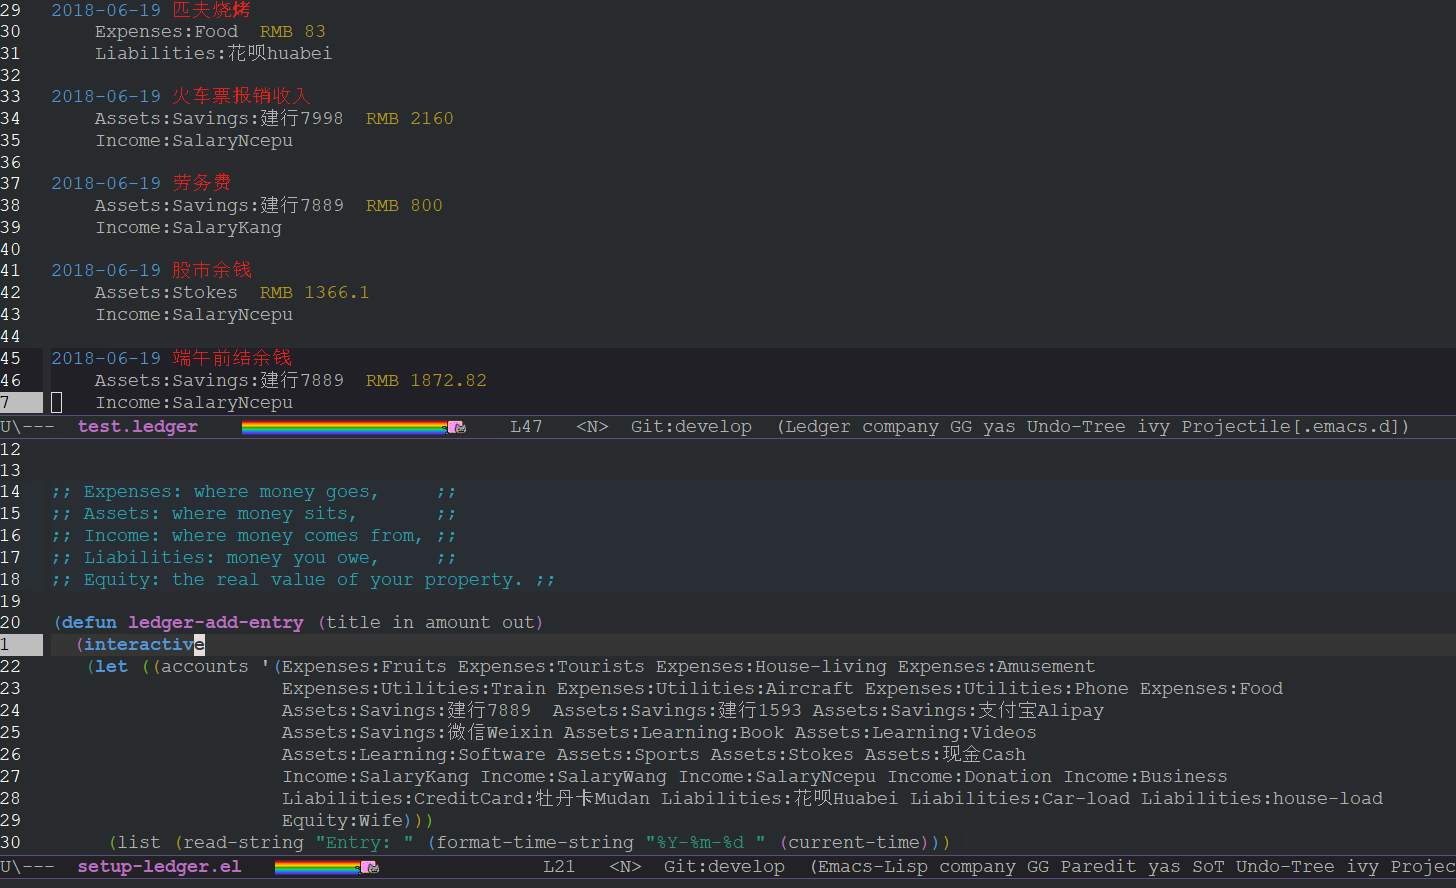 29 2018-06-19 匹夫烧烤
30 Expenses:Food RMB 83
31 Liabilities:花呗huabei
32
33 2018-06-19 火车票报销收入
34 Assets:Savings:建行7998 RMB 2160
35 Income:SalaryNcepu
36
37 2018-06-19 劳务费
38 Assets:Savings:建行7889 RMB 800
39 Income:SalaryKang
40
41 2018-06-19 股市余钱
42 Assets:Stokes RMB 1366.1
43 Income:SalaryNcepu
44
45 2018-06-19 端午前结余钱
46 Assets:Savings:建行7889 RMB 1872.82
7 Income:SalaryNcepu
U\--- test.ledger L47 <N> Git:develop (Ledger company GG yas Undo-Tree ivy Projectile[.emacs.d])
12
13
14 ;; Expenses: where money goes, ;;
15 ;; Assets: where money sits, ;;
16 ;; Income: where money comes from, ;;
17 ;; Liabilities: money you owe, ;;
18 ;; Equity: the real value of your property. ;;
19
20 (defun ledger-add-entry (title in amount out)
1 (interactive
22 (let ((accounts '(Expenses:Fruits Expenses:Tourists Expenses:House-living Expenses:Amusement
23 Expenses:Utilities:Train Expenses:Utilities:Aircraft Expenses:Utilities:Phone Expenses:Food
24 Assets:Savings:建行7889 Assets:Savings:建行1593 Assets:Savings:支付宝Alipay
25 Assets:Savings:微信Weixin Assets:Learning:Book Assets:Learning:Videos
26 Assets:Learning:Software Assets:Sports Assets:Stokes Assets:现金Cash
27 Income:SalaryKang Income:SalaryWang Income:SalaryNcepu Income:Donation Income:Business
28 Liabilities:CreditCard:牡丹卡Mudan Liabilities:花呗Huabei Liabilities:Car-load Liabilities:house-load
29 Equity:Wife)))
30 (list (read-string "Entry: " (format-time-string "%Y-%m-%d " (current-time)))
U\--- setup-ledger.el L21 <N> Git:develop (Emacs-Lisp company GG Paredit yas SoT Undo-Tree ivy Projec